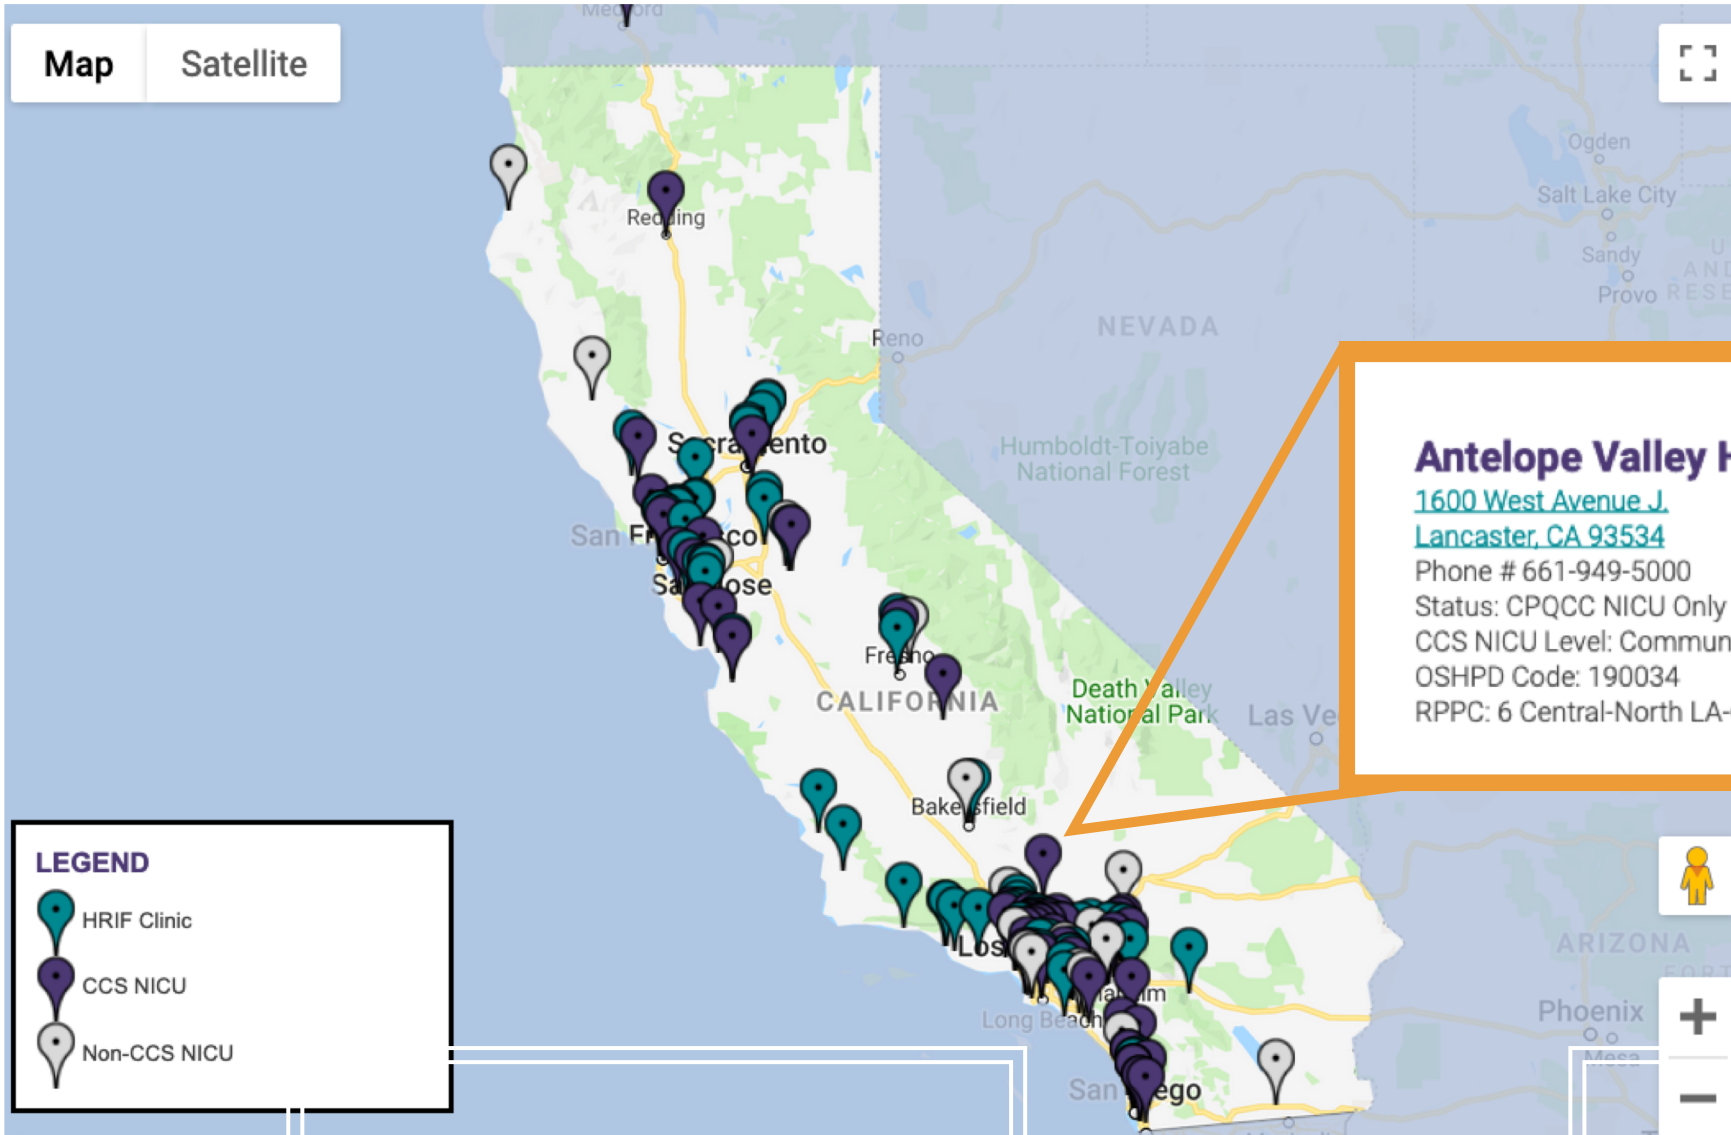 Medford
Map
Satellite
Ogden
Salt Lake City
Redding
Sandy
Provo
NEVADA
Reno
Sacramento
Humboldt-Toiyabe
National Forest
Antelope Valley H
1600 West Avenue J.
Lancaster, CA 93534
Phone # 661-949-5000
Status: CPQCC NICU Only
CCS NICU Level: Commun
OSHPD Code: 190034
RPPC: 6 Central-North LA-
San Francisco
San Jose
Fresno
CALIFORNIA
Death Valley
National Park
Las Ve
Bakersfield
LEGEND
HRIF Clinic
CCS NICU
Non-CCS NICU
Los
ARIZONA
Long Beach
Phoenix
Mesa
San Diego